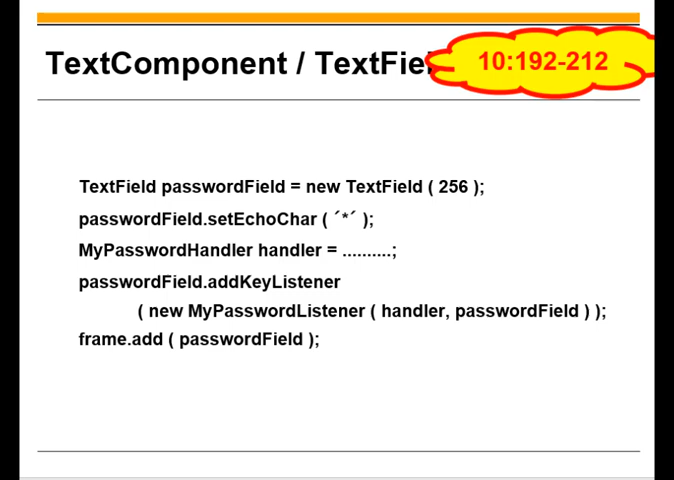 TextComponent / TextFiel
10:192-212
TextField passwordField = new TextField ( 256 );
passwordField.setEchoChar ( ´*´ );
MyPasswordHandler handler = ..........;
passwordField.addKeyListener
( new MyPasswordListener ( handler, passwordField ) );
frame.add ( passwordField );